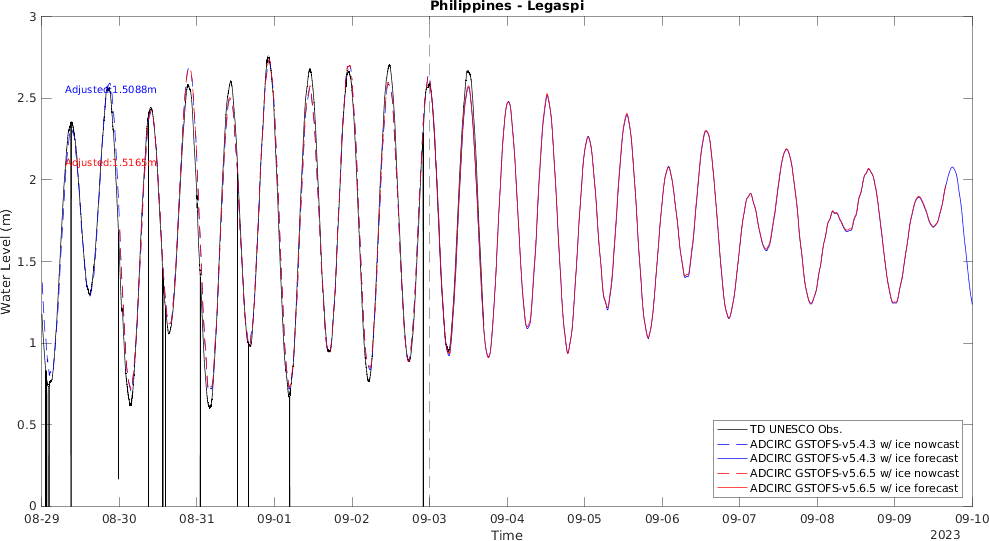 Philippines - Legaspi
3
2.5
2
1.5
1
0.5
0
Water Level (m)
Adjusted:1.5088m
Adjusted:1.5165m
TD UNESCO Obs.
ADCIRC GSTOFS-v5.4.3 w/ ice nowcast
ADCIRC GSTOFS-v5.4.3 w/ ice forecast
ADCIRC GSTOFS-v5.6.5 w/ ice nowcast
ADCIRC GSTOFS-v5.6.5 w/ ice forecast
08-29 08-30 08-31 09-01 09-02 09-03 09-04 09-05 09-06 09-07 09-08 09-09 09-10
Time 2023